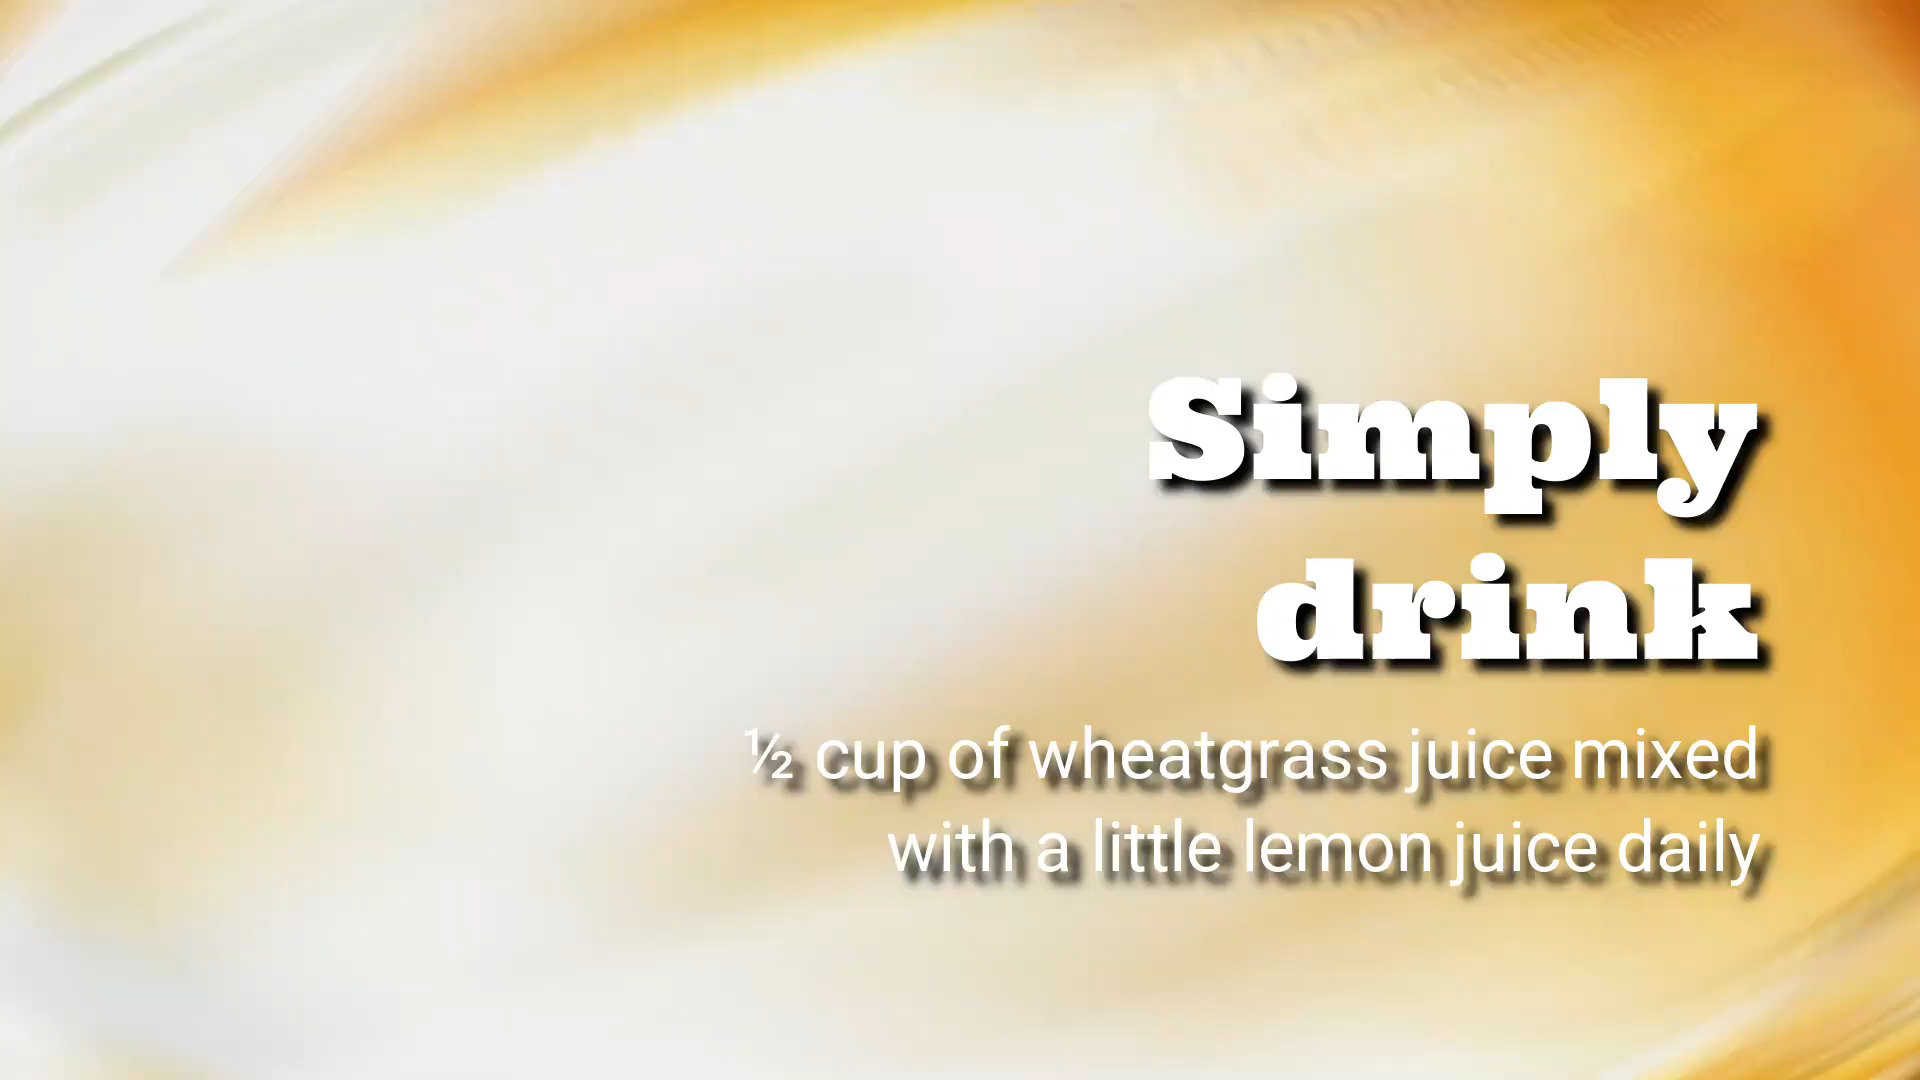 Simply
drink
½ cup of wheatgrass juice mixed
with a little lemon juice daily